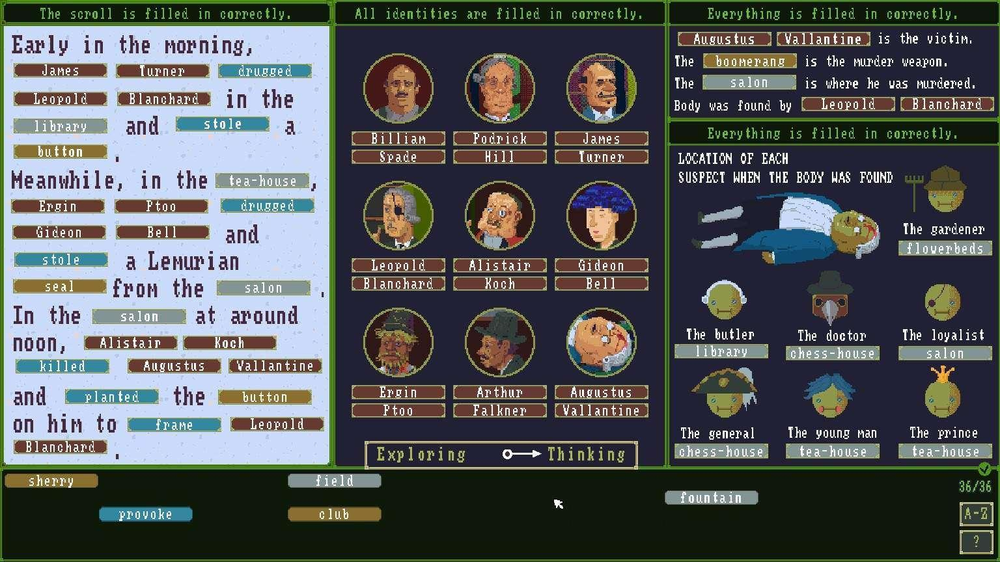 The scroll is filled in correctly.
Early in the morning,
James Turner drugged
Leopold Blanchard in the
library and stole a
button .
Meanwhile, in the tea-house ,
Ergin Ptoo drugged
Gideon Bell and
stole a Lemurian
seal from the salon .
In the salon at around
noon, Alistair Koch
killed Augustus Vallantine
and planted the button
on him to frame Leopold
Blanchard .
All identities are filled in correctly.
Billiam Podrick James
Spade Hill Turner
Leopold Alistair Gideon
Blanchard Koch Bell
Ergin Arthur Augustus
Ptoo Falkner Vallantine
Exploring Thinking
Everything is filled in correctly.
Augustus Vallantine is the victim.
The boomerang is the murder weapon.
The salon is where he was murdered.
Body was found by Leopold Blanchard
Everything is filled in correctly.
LOCATION OF EACH
SUSPECT WHEN THE BODY WAS FOUND
The gardener
flowerbeds
The butler The doctor The loyalist
library chess-house salon
The general The young man The prince
chess-house tea-house tea-house
sherry field
fountain
provoke club
36/36
A-Z
?